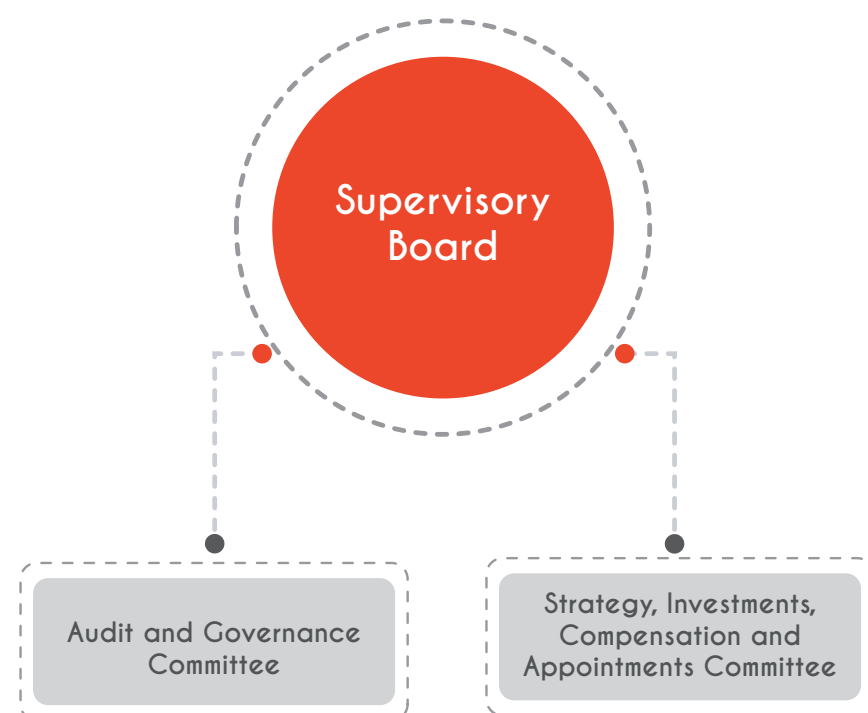 Supervisory
Board
Audit and Governance
Committee
Strategy, Investments,
Compensation and
Appointments Committee